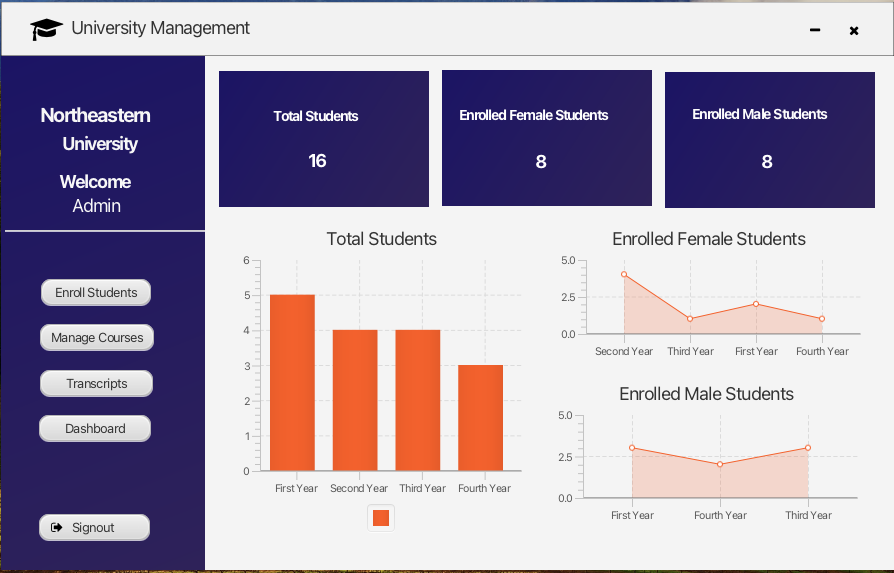 University Management
Northeastern
University
Welcome
Admin
Enroll Students
Manage Courses
Transcripts
Dashboard
Signout
Total Students
16
Enrolled Female Students
8
Enrolled Male Students
8
Total Students
6
5
4
3
2
1
0
First Year Second Year Third Year Fourth Year
Enrolled Female Students
5.0
2.5
0.0
Second Year Third Year First Year Fourth Year
Enrolled Male Students
5.0
2.5
0.0
First Year Fourth Year Third Year